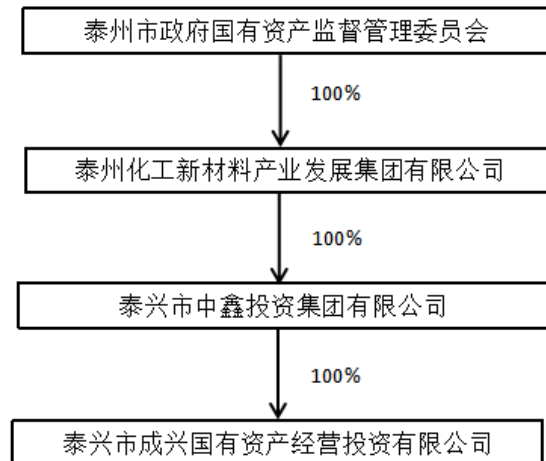 泰州市政府国有资产监督管理委员会
100%
泰州化工新材料产业发展集团有限公司
100%
泰兴市中鑫投资集团有限公司
100%
泰兴市成兴国有资产经营投资有限公司